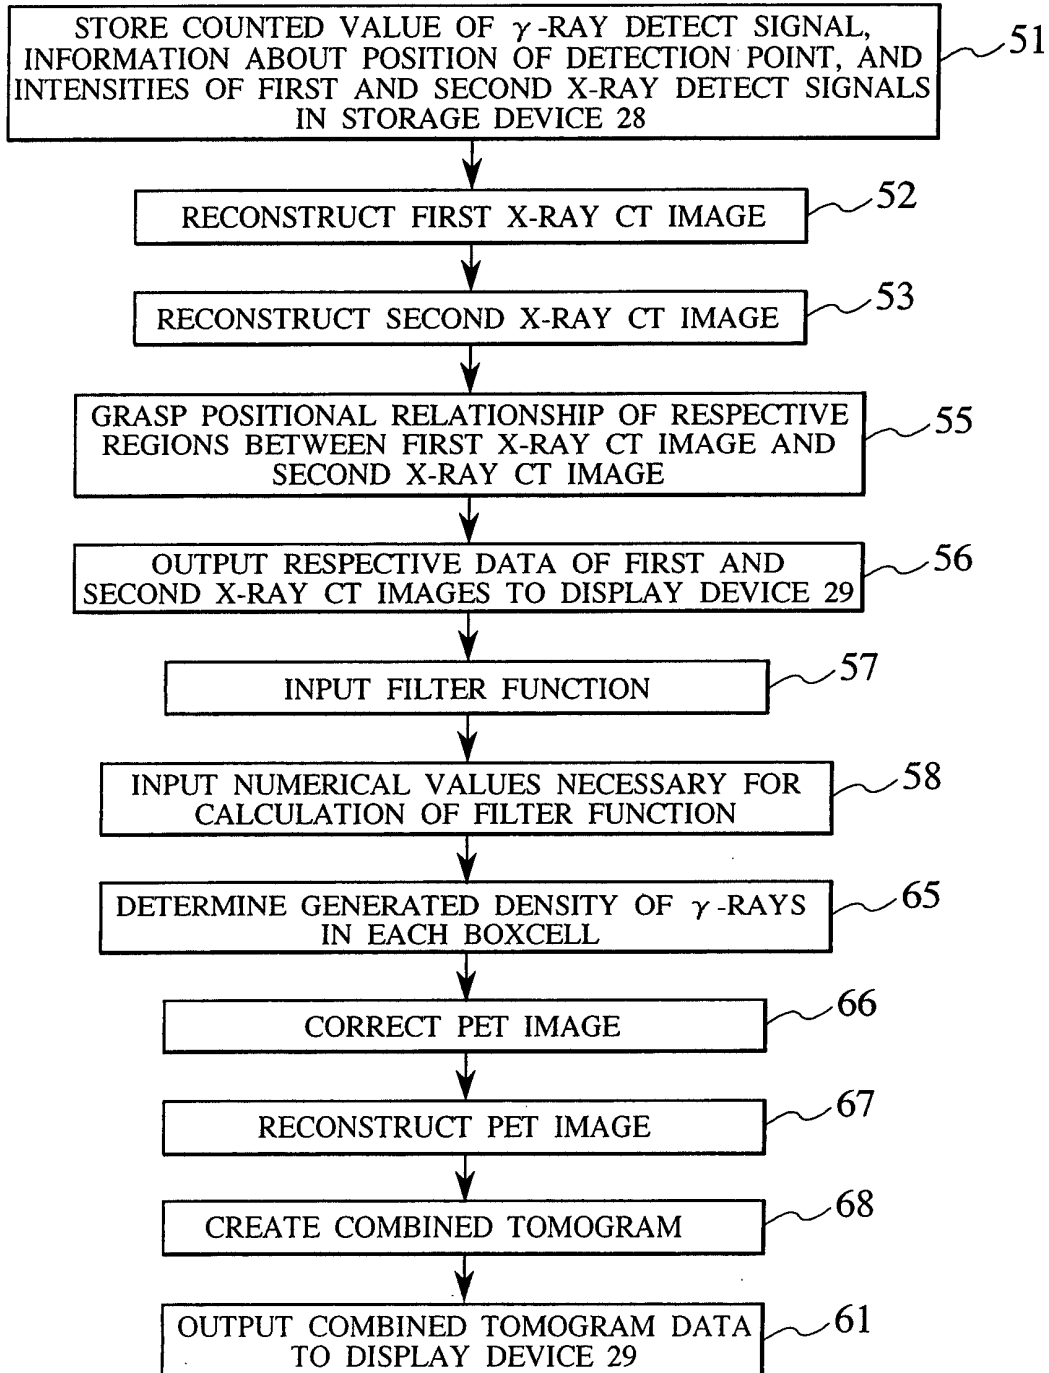 STORE COUNTED VALUE OF γ-RAY DETECT SIGNAL,
INFORMATION ABOUT POSITION OF DETECTION POINT, AND
INTENSITIES OF FIRST AND SECOND X-RAY DETECT SIGNALS
IN STORAGE DEVICE 28
51
RECONSTRUCT FIRST X-RAY CT IMAGE
52
RECONSTRUCT SECOND X-RAY CT IMAGE
53
GRASP POSITIONAL RELATIONSHIP OF RESPECTIVE
REGIONS BETWEEN FIRST X-RAY CT IMAGE AND
SECOND X-RAY CT IMAGE
55
OUTPUT RESPECTIVE DATA OF FIRST AND
SECOND X-RAY CT IMAGES TO DISPLAY DEVICE 29
56
INPUT FILTER FUNCTION
57
INPUT NUMERICAL VALUES NECESSARY FOR
CALCULATION OF FILTER FUNCTION
58
DETERMINE GENERATED DENSITY OF γ-RAYS
IN EACH BOXCELL
65
CORRECT PET IMAGE
66
RECONSTRUCT PET IMAGE
67
CREATE COMBINED TOMOGRAM
68
OUTPUT COMBINED TOMOGRAM DATA
TO DISPLAY DEVICE 29
61